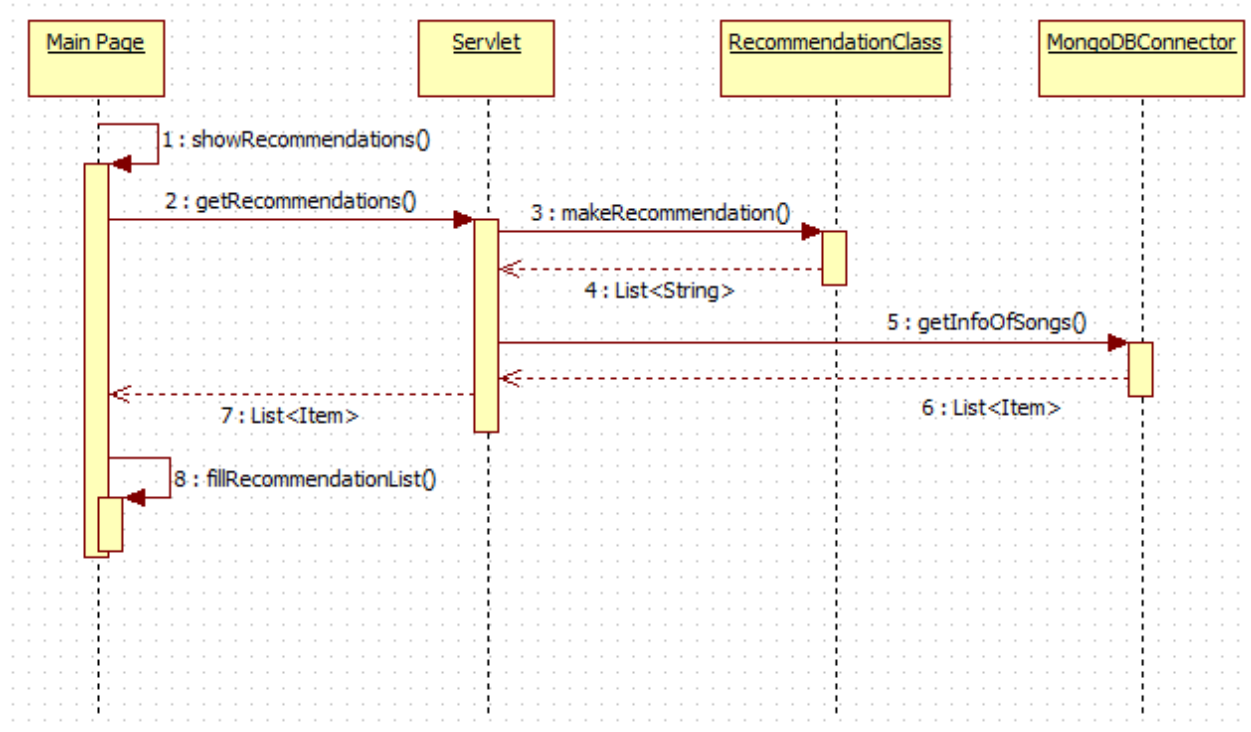 Main Page
Servlet
RecommendationClass
MongoDBConnector
1 : showRecommendations()
2 : getRecommendations()
3 : makeRecommendation()
4 : List<String>
5 : getInfoOfSongs()
6 : List<Item>
7 : List<Item>
8 : fillRecommendationList()